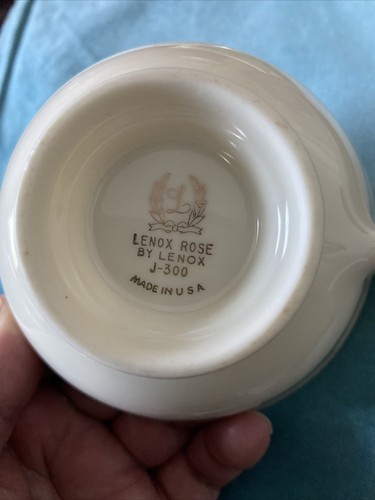 L
LENOX ROSE
BY LENOX
J-300
MADE IN USA